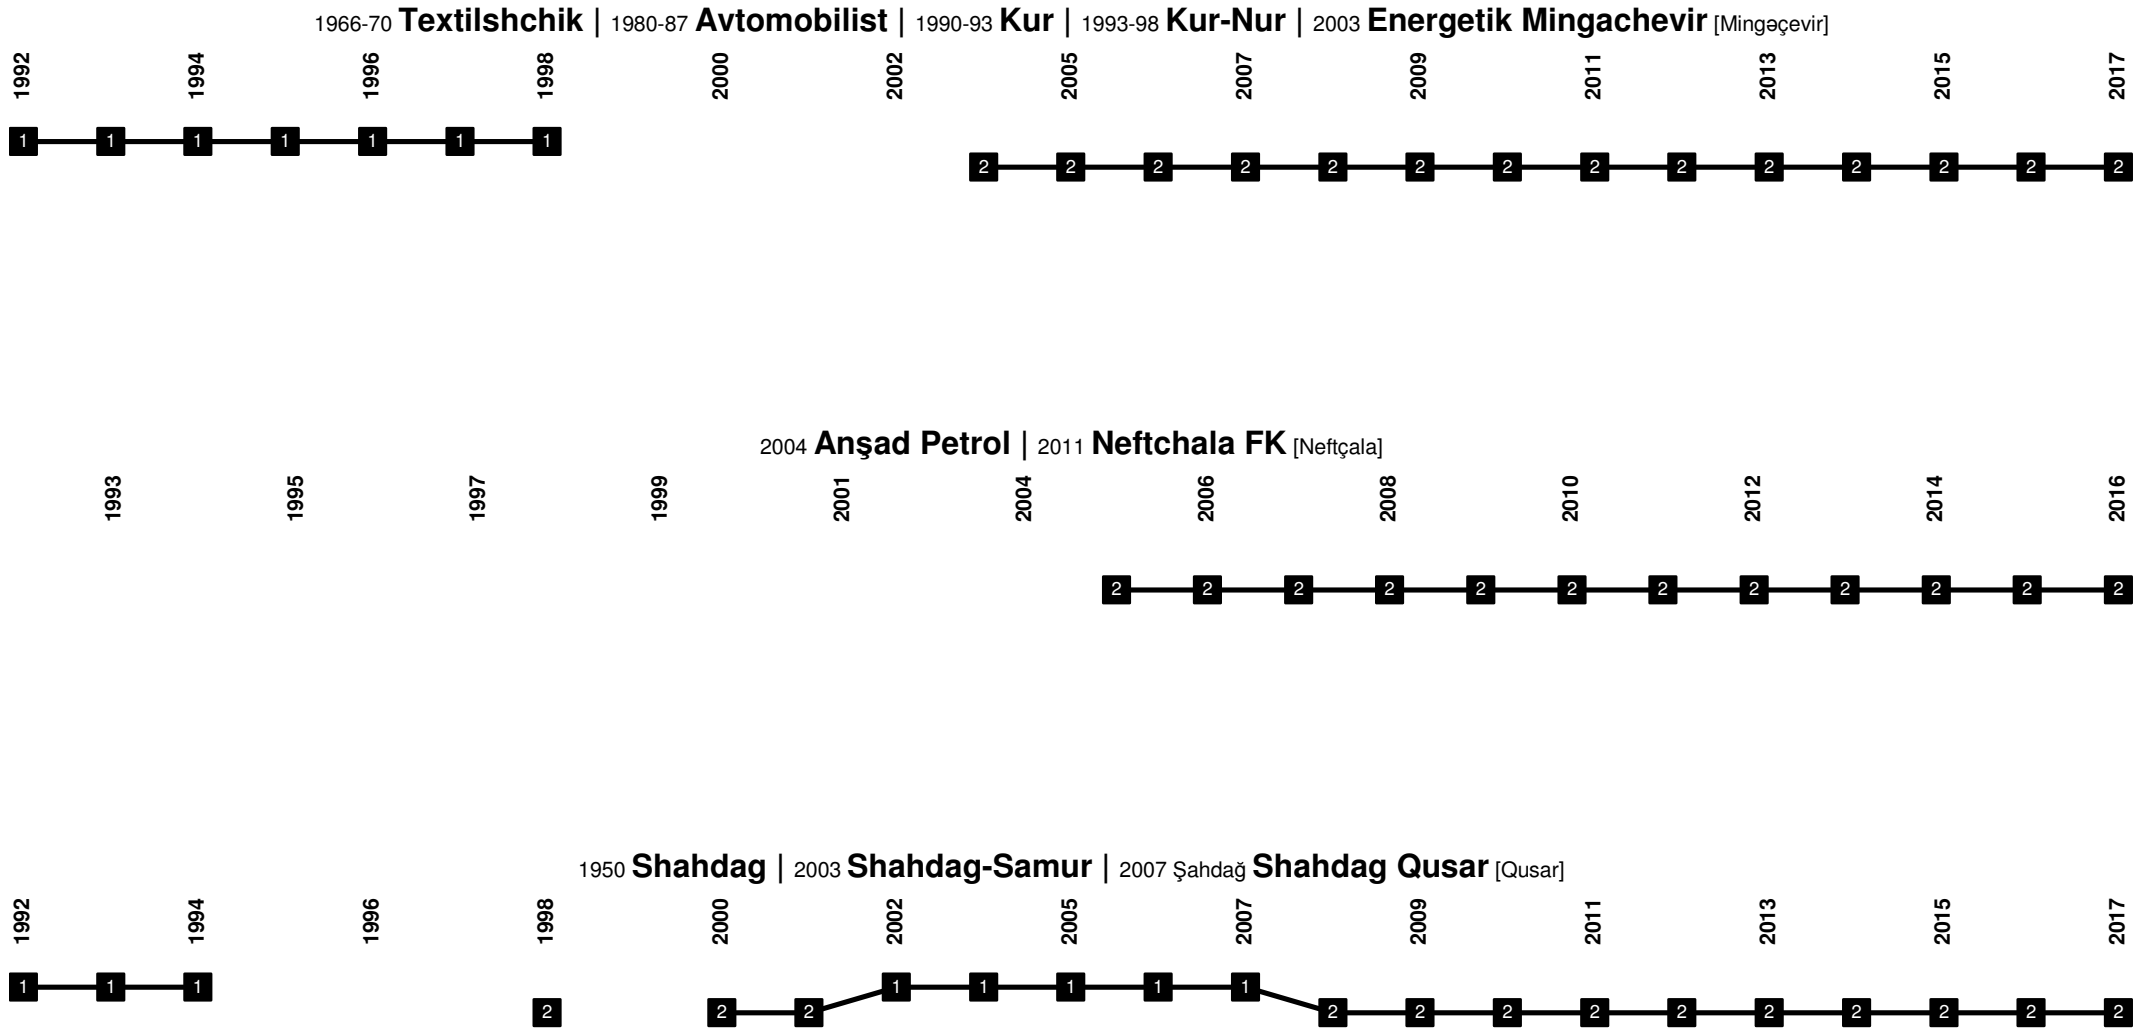 1966-70 Textilshchik | 1980-87 Avtomobilist | 1990-93 Kur | 1993-98 Kur-Nur | 2003 Energetik Mingachevir [Mingəçevir]
1992 1994 1996 1998 2000 2002 2005 2007 2009 2011 2013 2015 2017
1 1 1 1 1 1 1
2 2 2 2 2 2 2 2 2 2 2 2 2 2
2004 Anşad Petrol | 2011 Neftchala FK [Neftçala]
1993 1995 1997 1999 2001 2004 2006 2008 2010 2012 2014 2016
2 2 2 2 2 2 2 2 2 2 2 2
1950 Shahdag | 2003 Shahdag-Samur | 2007 Şahdağ Shahdag Qusar [Qusar]
1992 1994 1996 1998 2000 2002 2005 2007 2009 2011 2013 2015 2017
1 1 1 1 1 1 1 1
2 2 2 2 2 2 2 2 2 2 2 2 2